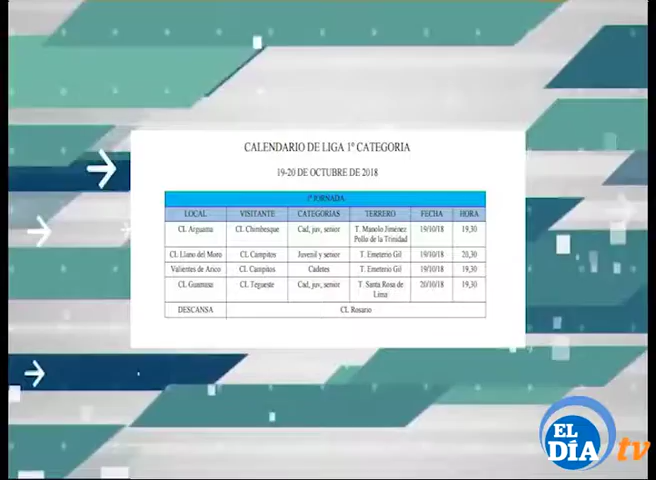 CALENDARIO DE LIGA 1ª CATEGORIA
19-20 DE OCTUBRE DE 2018
1ª JORNADA
LOCAL VISITANTE CATEGORIAS TERRERO FECHA HORA
CL Arguama CL Chimbesque Cad, juv, senior T. Manolo Jiménez Pollo de la Trinidad 19/10/18 19,30
CL Llano del Moro CL Campitos Juvenil y senior T. Emeterio Gil 19/10/18 20,30
Valientes de Arico CL Campitos Cadetes T. Emeterio Gil 19/10/18 19,30
CL Guamasa CL Tegueste Cad, juv, senior T. Santa Rosa de Lima 20/10/18 19,30
DESCANSA CL Rosario
EL DÍA tv